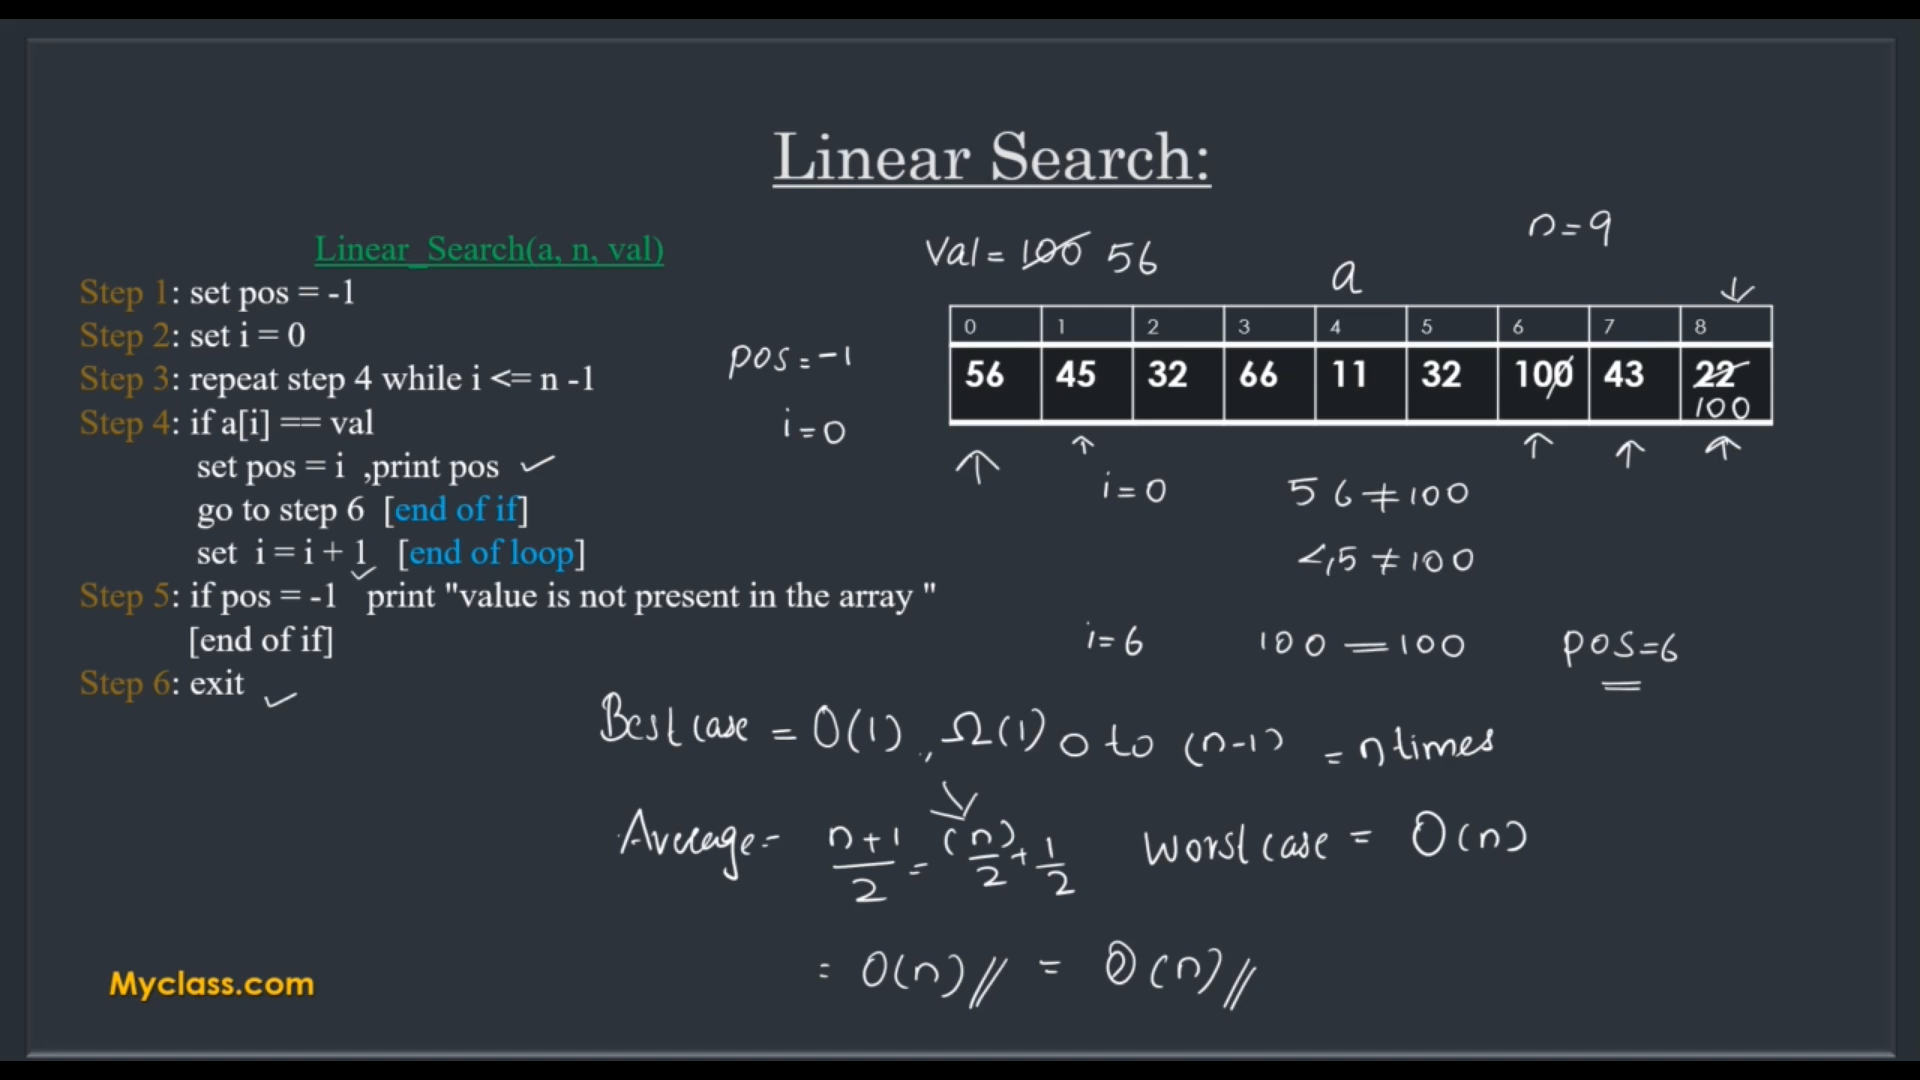 Linear Search:
Linear_Search(a, n, val)
Step 1: set pos = -1
Step 2: set i = 0
Step 3: repeat step 4 while i <= n -1
Step 4: if a[i] == val
set pos = i ,print pos ✓
go to step 6 [end of if]
set i = i + 1 [end of loop]
✓
Step 5: if pos = -1 print "value is not present in the array "
[end of if]
Step 6: exit ✓
n = 9
Val = 100 56
a
pos = -1
i = 0
0 1 2 3 4 5 6 7 8
56 45 32 66 11 32 100 43 22
100
i = 0 56 ≠ 100
45 ≠ 100
i = 6 100 = 100 pos = 6
Best case = O(1), Ω(1) 0 to (n-1) = n times
Average = n+1/2 = (n)/2 + 1/2 worst case = O(n)
= O(n)// = Θ(n)//
Myclass.com